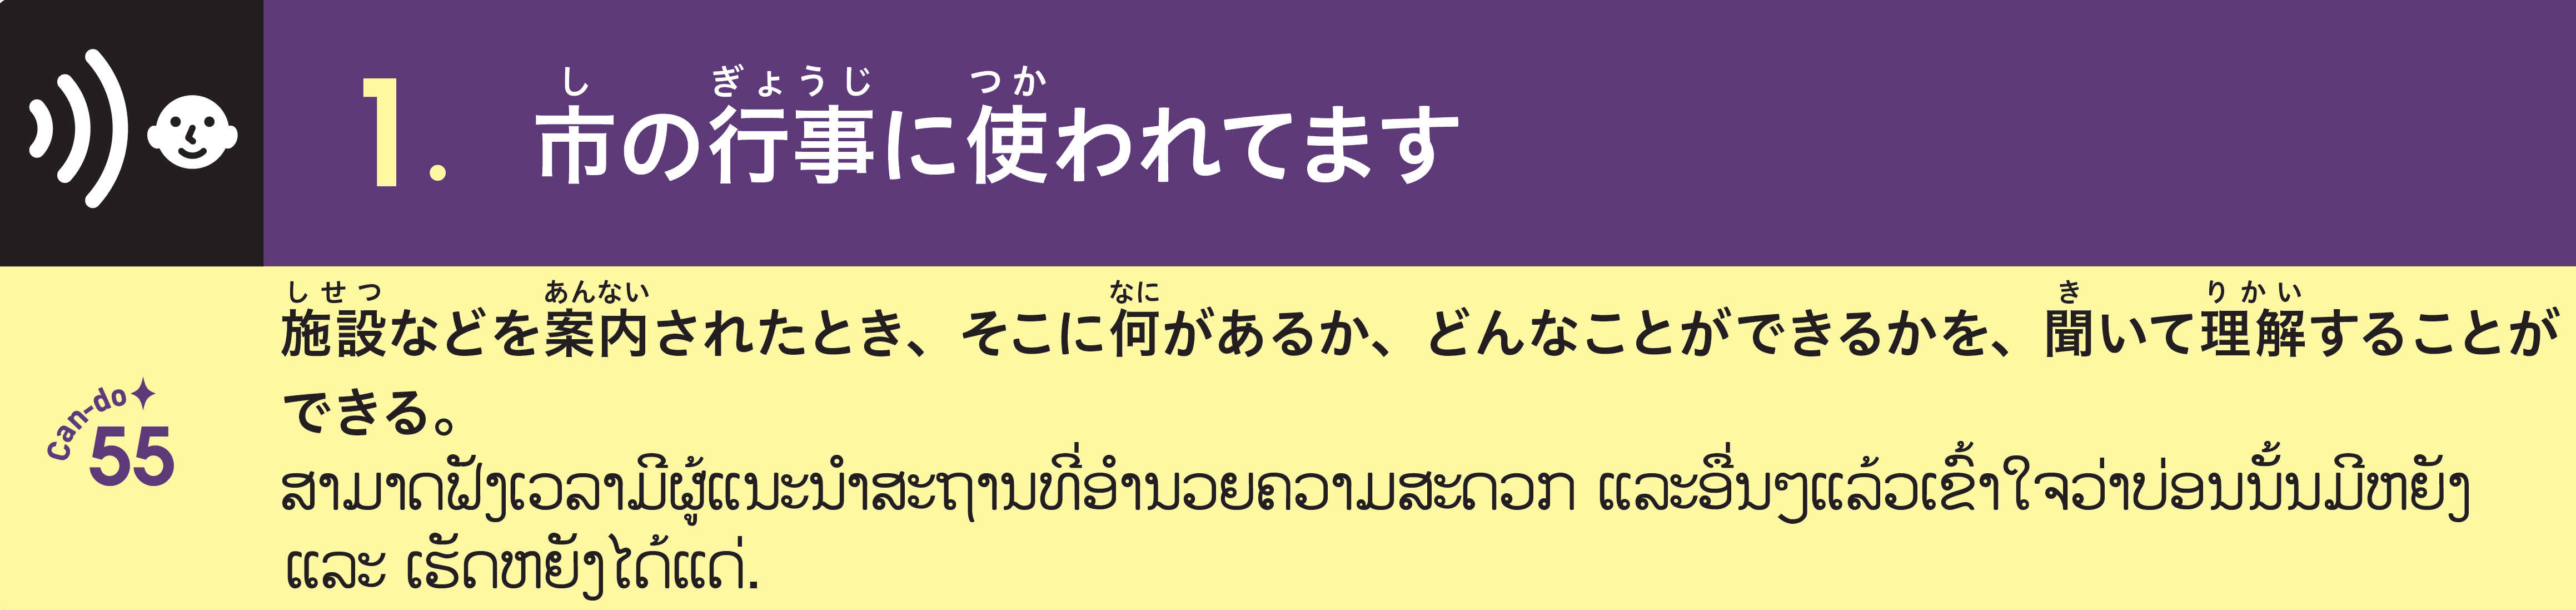 し ぎょうじ つか
1. 市の行事に使われてます
しせつ あんない なに き りかい
施設などを案内されたとき、そこに何があるか、どんなことができるかを、聞いて理解することが
できる。
can-do
55
ສາມາດຟັງເວລາມີຜູ້ແນະນຳສະຖານທີ່ອຳນວຍຄວາມສະດວກ ແລະອື່ນໆແລ້ວເຂົ້າໃຈວ່າບ່ອນນັ້ນມີຫຍັງ
ແລະ ເຮັດຫຍັງໄດ້ແດ່.